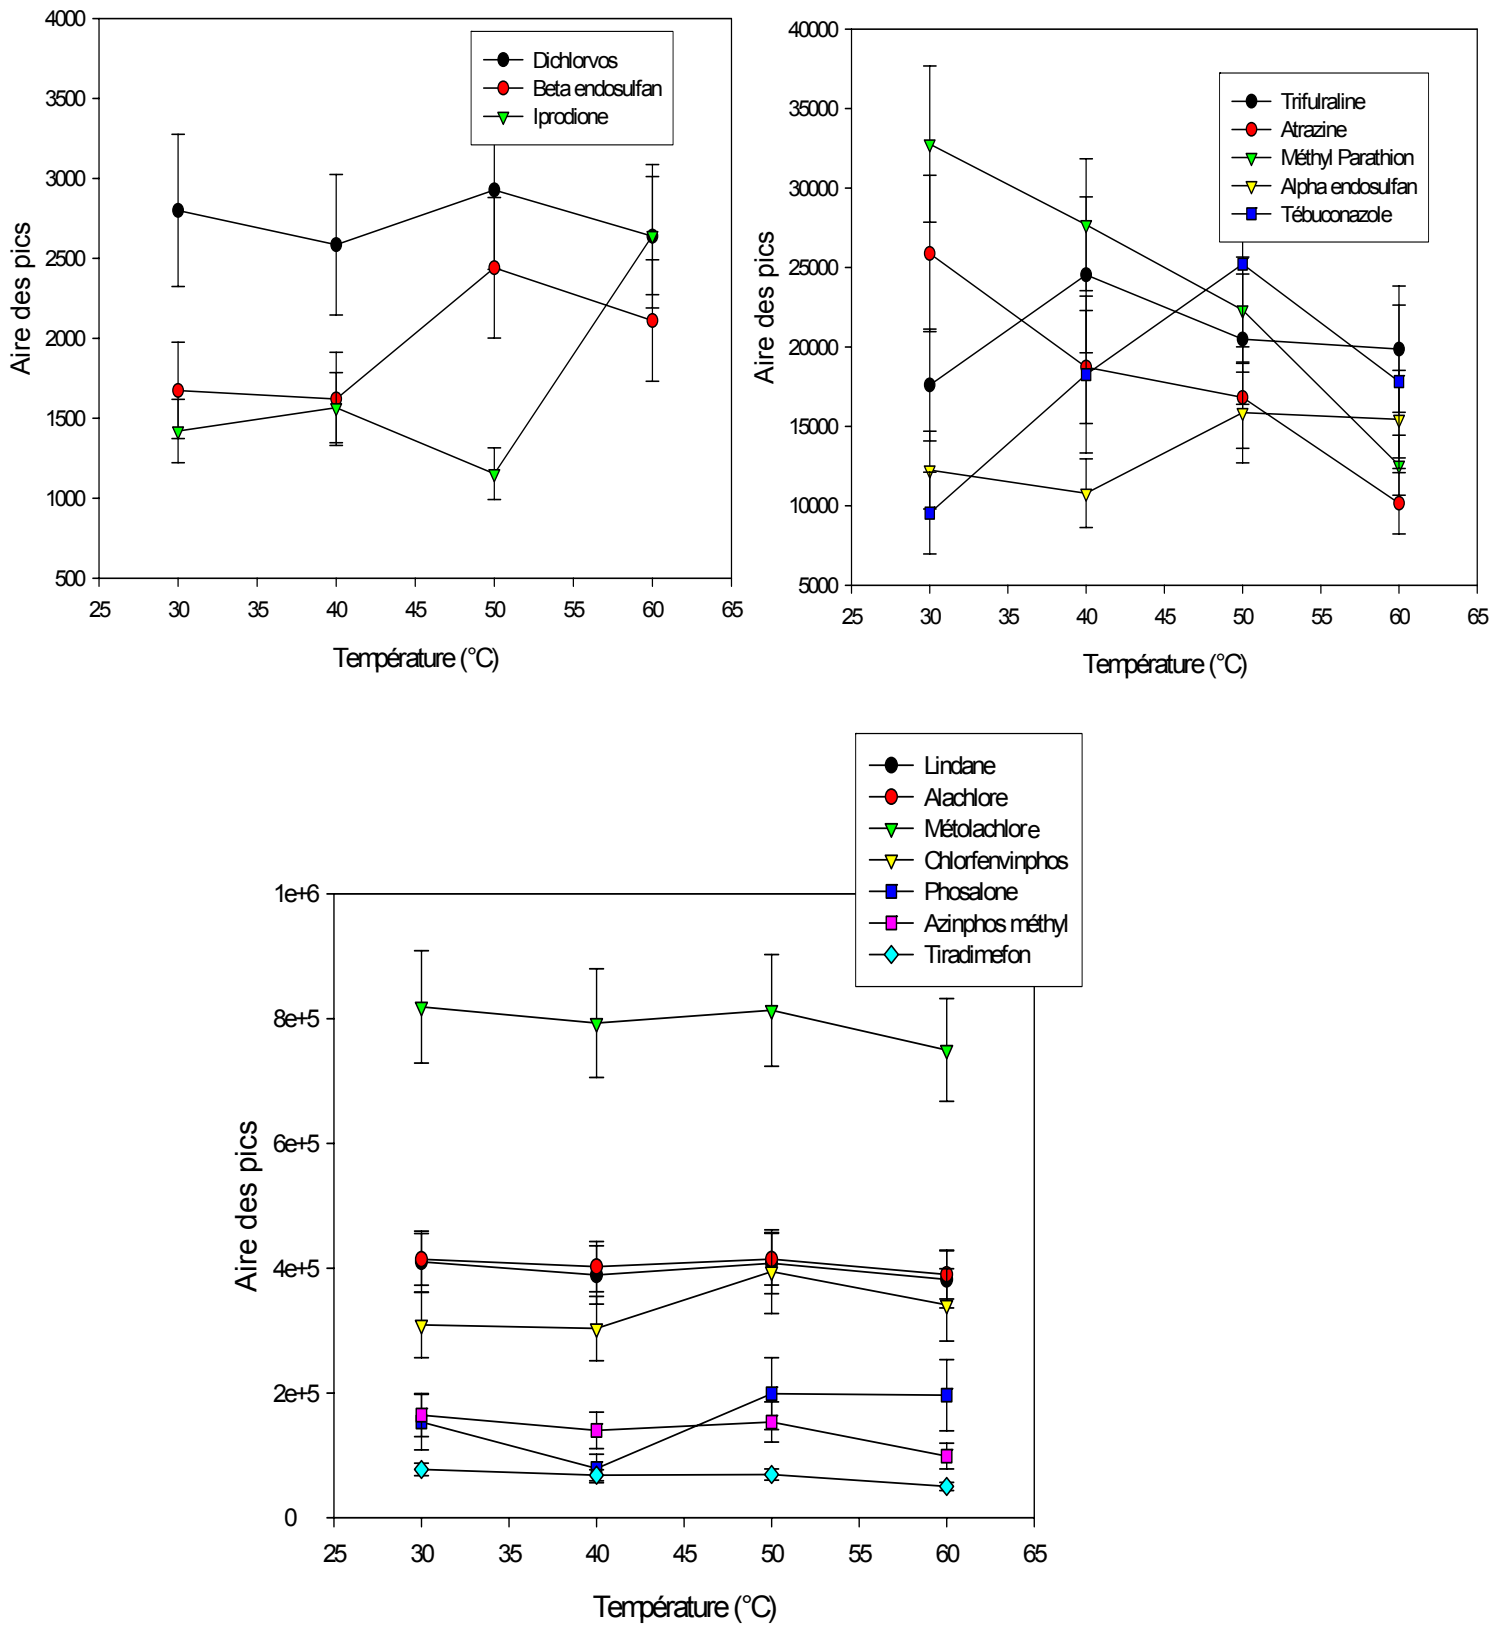 4000
3500
3000
2500
2000
1500
1000
500
Aire des pics
25 30 35 40 45 50 55 60 65
Température (°C)
Dichlorvos
Beta endosulfan
Iprodione
40000
35000
30000
25000
20000
15000
10000
5000
Aire des pics
25 30 35 40 45 50 55 60 65
Température (°C)
Trifulraline
Atrazine
Méthyl Parathion
Alpha endosulfan
Tébuconazole
Lindane
Alachlore
Métolachlore
Chlorfenvinphos
Phosalone
Azinphos méthyl
Tiradimefon
1e+6
8e+5
6e+5
4e+5
2e+5
0
Aire des pics
25 30 35 40 45 50 55 60 65
Température (°C)